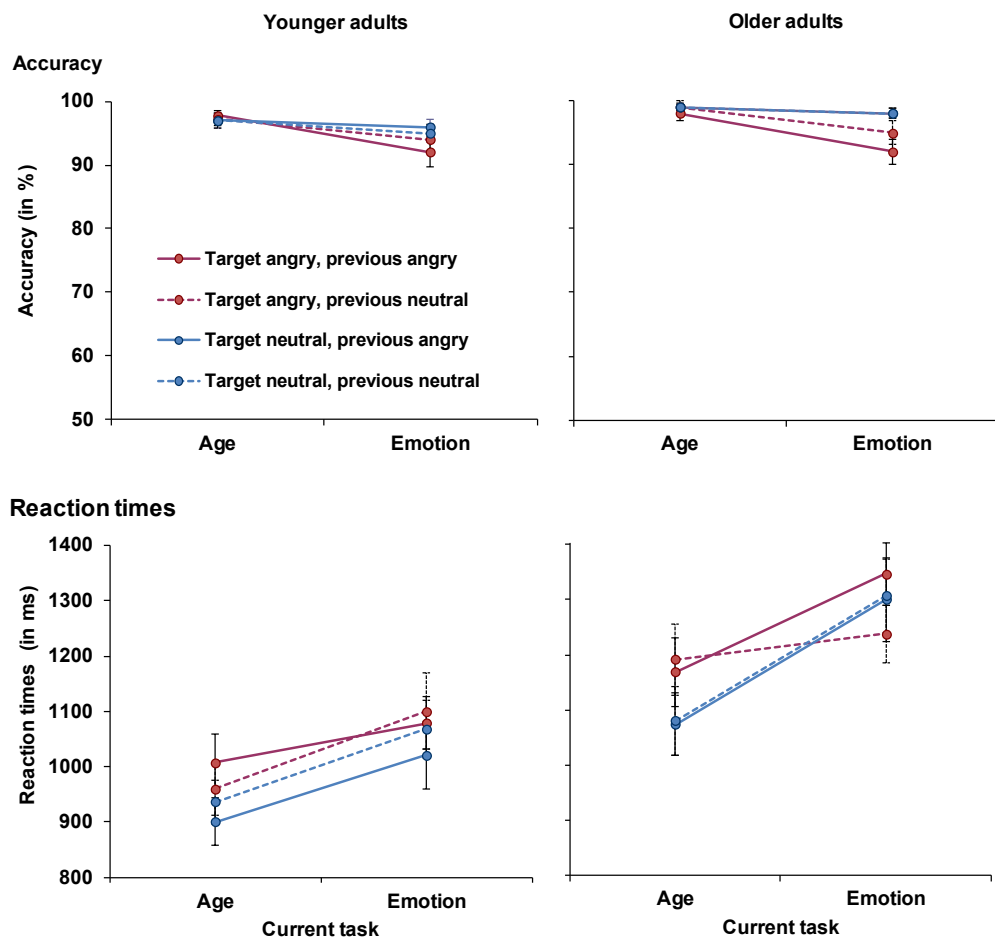 Younger adults
Older adults
Accuracy
Accuracy (in %)
100
90
80
70
60
50
Target angry, previous angry
Target angry, previous neutral
Target neutral, previous angry
Target neutral, previous neutral
Age
Emotion
Age
Emotion
Reaction times
Reaction times (in ms)
1400
1300
1200
1100
1000
900
800
Age
Emotion
Current task
Age
Emotion
Current task